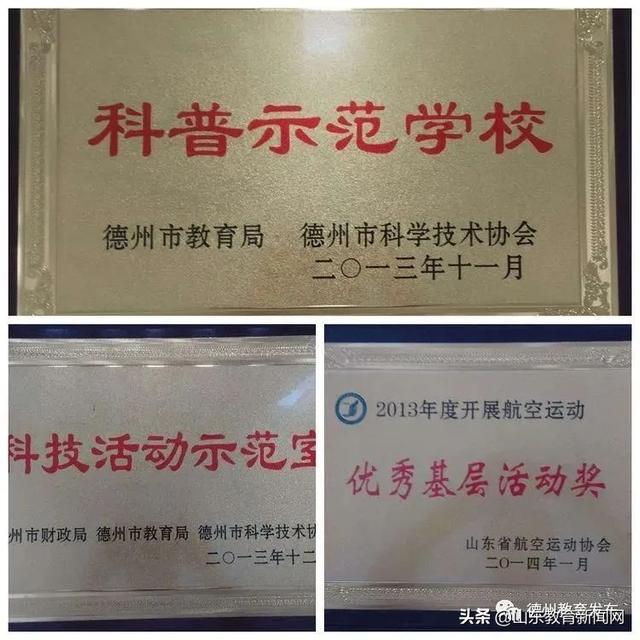 科普示范学校
德州市教育局 德州市科学技术协会
二〇一三年十一月
科技活动示范室
州市财政局 德州市教育局 德州市科学技术协
二〇一三年十二
2013年度开展航空运动
优秀基层活动奖
山东省航空运动协会
二〇一四年一月
德州教育发布
头条@山东教育新闻网